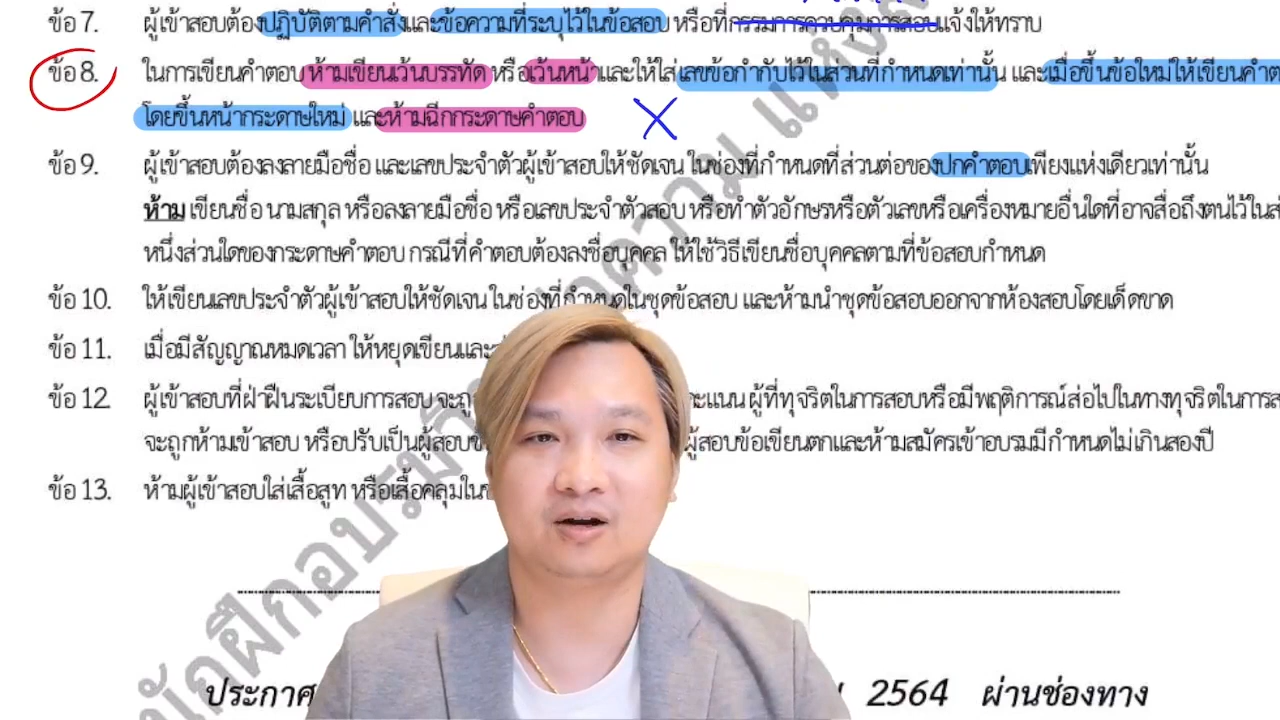 ข้อ 7. ผู้เข้าสอบต้องปฏิบัติตามคำสั่งและข้อความที่ระบุไว้ในข้อสอบ หรือที่กรรมการควบคุมการสอบแจ้งให้ทราบ
ข้อ 8. ในการเขียนคำตอบ ห้ามเขียนเว้นบรรทัด หรือเว้นหน้า และให้ใส่เลขข้อกำกับไว้ในส่วนที่กำหนดเท่านั้น และเมื่อขึ้นข้อใหม่ให้เขียน
โดยขึ้นหน้ากระดาษใหม่ และห้ามฉีกกระดาษคำตอบ
ข้อ 9. ผู้เข้าสอบต้องลงลายมือชื่อ และเลขประจำตัวผู้เข้าสอบให้ชัดเจน ในช่องที่กำหนดที่ส่วนต่อของปกคำตอบเพียงแห่งเดียวเท่านั้น
ห้าม เขียนชื่อ นามสกุล หรือลงลายมือชื่อ หรือเลขประจำตัวสอบ หรือทำตัวอักษรหรือตัวเลขหรือเครื่องหมายอื่นใดที่อาจสื่อถึงตนไว้ใน
หนึ่งส่วนใดของกระดาษคำตอบ กรณีที่คำตอบต้องลงชื่อบุคคล ให้ใช้วิธีเขียนชื่อบุคคลตามที่ข้อสอบกำหนด
ข้อ 10. ให้เขียนเลขประจำตัวผู้เข้าสอบให้ชัดเจน ในช่องที่กำหนดในชุดข้อสอบ และห้ามนำชุดข้อสอบออกจากห้องสอบโดยเด็ดขาด
ข้อ 11. เมื่อมีสัญญาณหมดเวลา ให้หยุดเขียนและ
ข้อ 12. ผู้เข้าสอบที่ฝ่าฝืนระเบียบการสอบ คะแนน ผู้ที่ทุจริตในการสอบหรือมีพฤติการณ์ส่อไปในทางทุจริตในการ
จะถูกห้ามเข้าสอบ หรือปรับเป็นผู้สอบ ผู้สอบข้อเขียนตกและห้ามสมัครเข้าอบรมมีกำหนดไม่เกินสองปี
ข้อ 13. ห้ามผู้เข้าสอบใส่เสื้อสูท หรือเสื้อคลุม
ประกาศ 2564 ผ่านช่องทาง